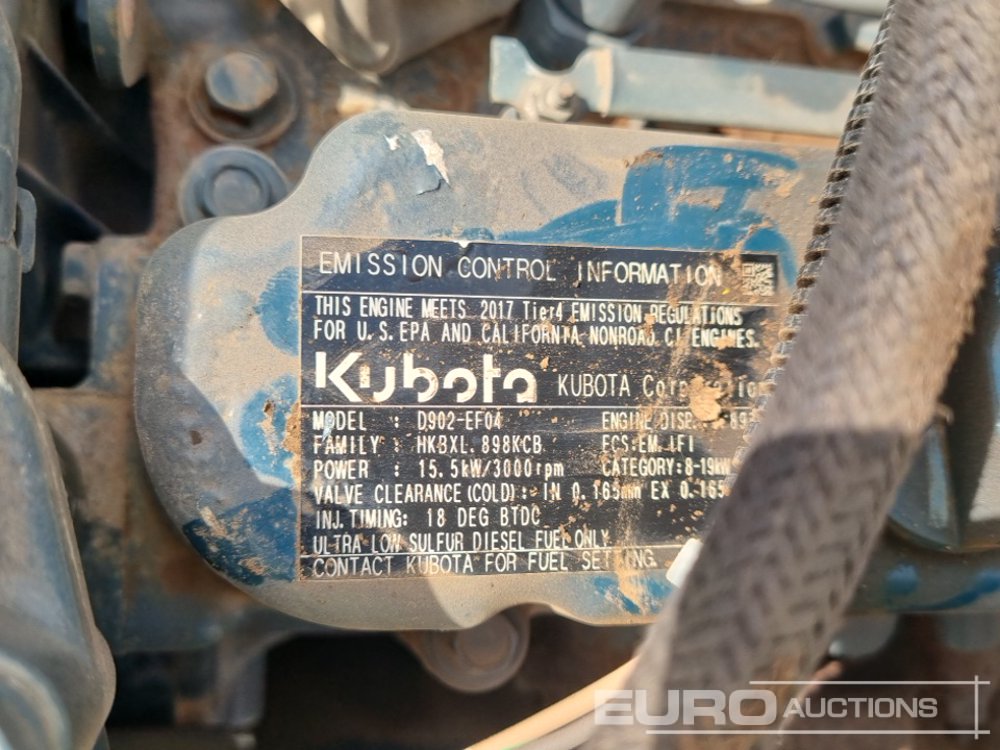 EMISSION CONTROL INFORMATION
THIS ENGINE MEETS 2017 Tier4 EMISSION REGULATIONS
FOR U.S. EPA AND CALIFORNIA NONROAD CI ENGINES.
Kubota KUBOTA Corporation
MODEL : D902-EF04 ENGINE DISP.
FAMILY : HKBXL.898KCB ECS:EM, IFI
POWER : 15.5kW/3000rpm CATEGORY:8-19kW
VALVE CLEARANCE(COLD): IN 0.165mm EX 0.165
INJ.TIMING: 18 DEG BTDC
ULTRA LOW SULFUR DIESEL FUEL ONLY
CONTACT KUBOTA FOR FUEL SETTING.
EURO AUCTIONS